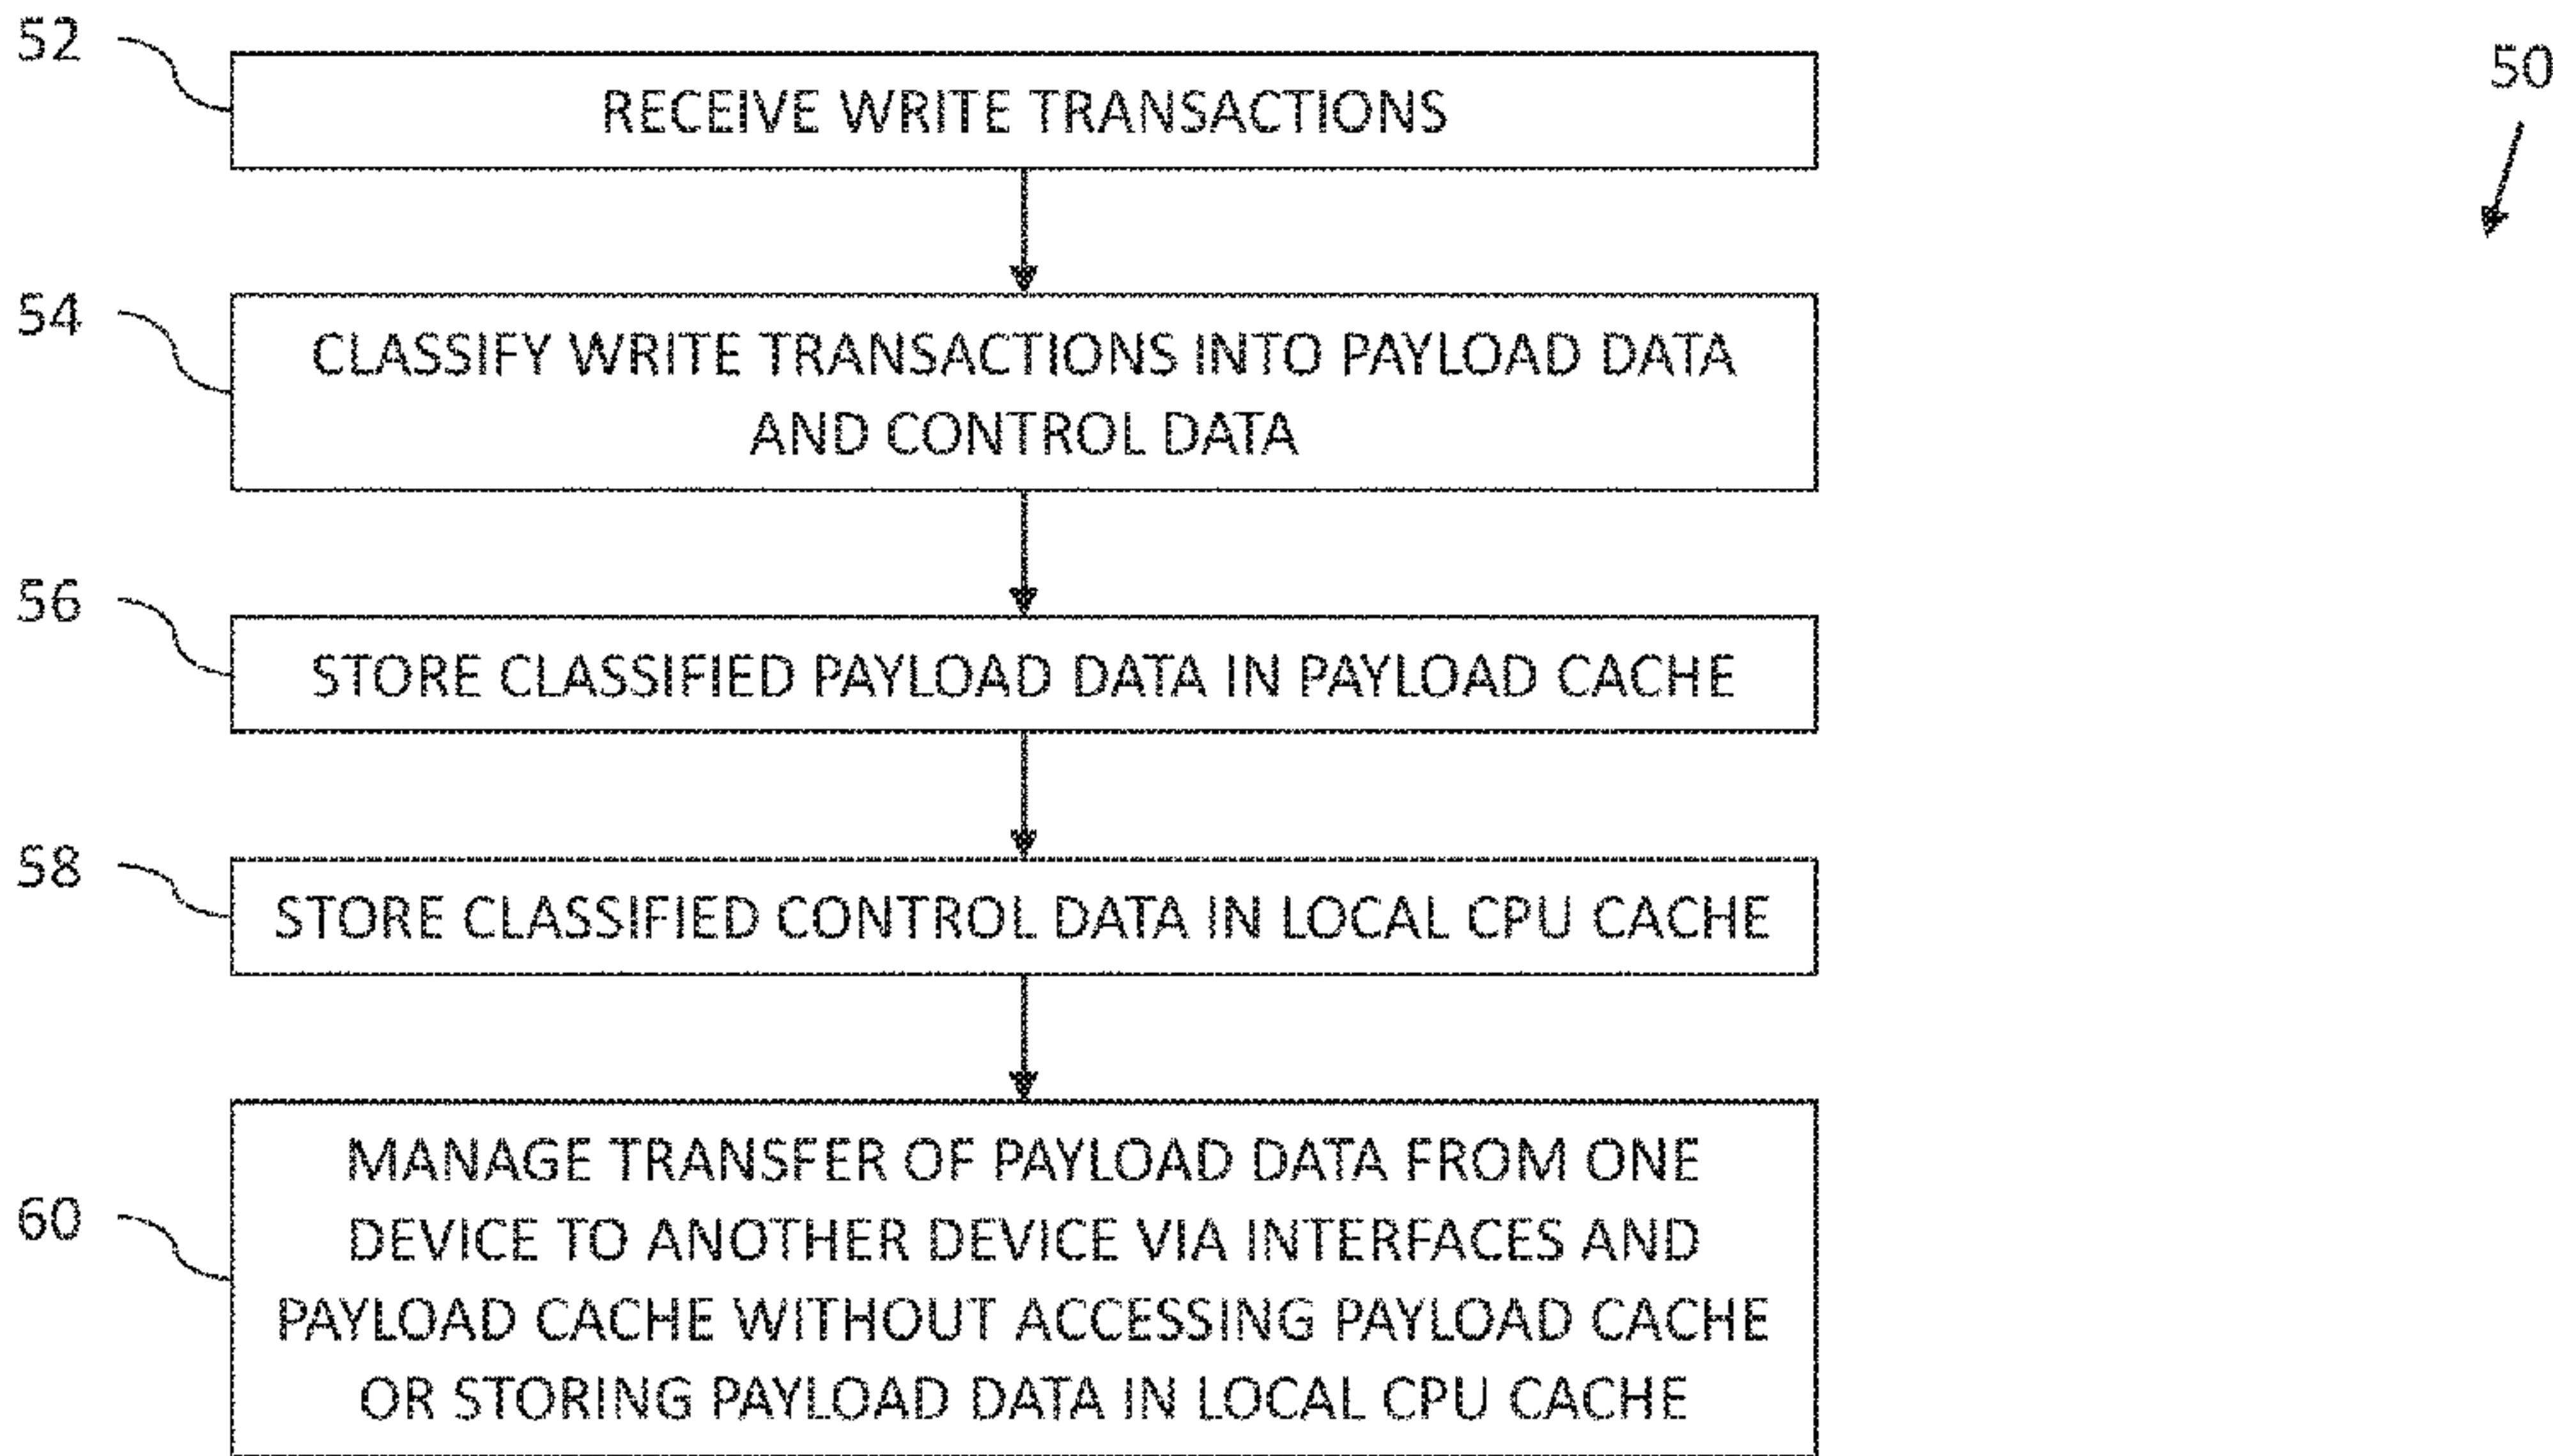 52
RECEIVE WRITE TRANSACTIONS
50
54
CLASSIFY WRITE TRANSACTIONS INTO PAYLOAD DATA
AND CONTROL DATA
56
STORE CLASSIFIED PAYLOAD DATA IN PAYLOAD CACHE
58
STORE CLASSIFIED CONTROL DATA IN LOCAL CPU CACHE
60
MANAGE TRANSFER OF PAYLOAD DATA FROM ONE
DEVICE TO ANOTHER DEVICE VIA INTERFACES AND
PAYLOAD CACHE WITHOUT ACCESSING PAYLOAD CACHE
OR STORING PAYLOAD DATA IN LOCAL CPU CACHE